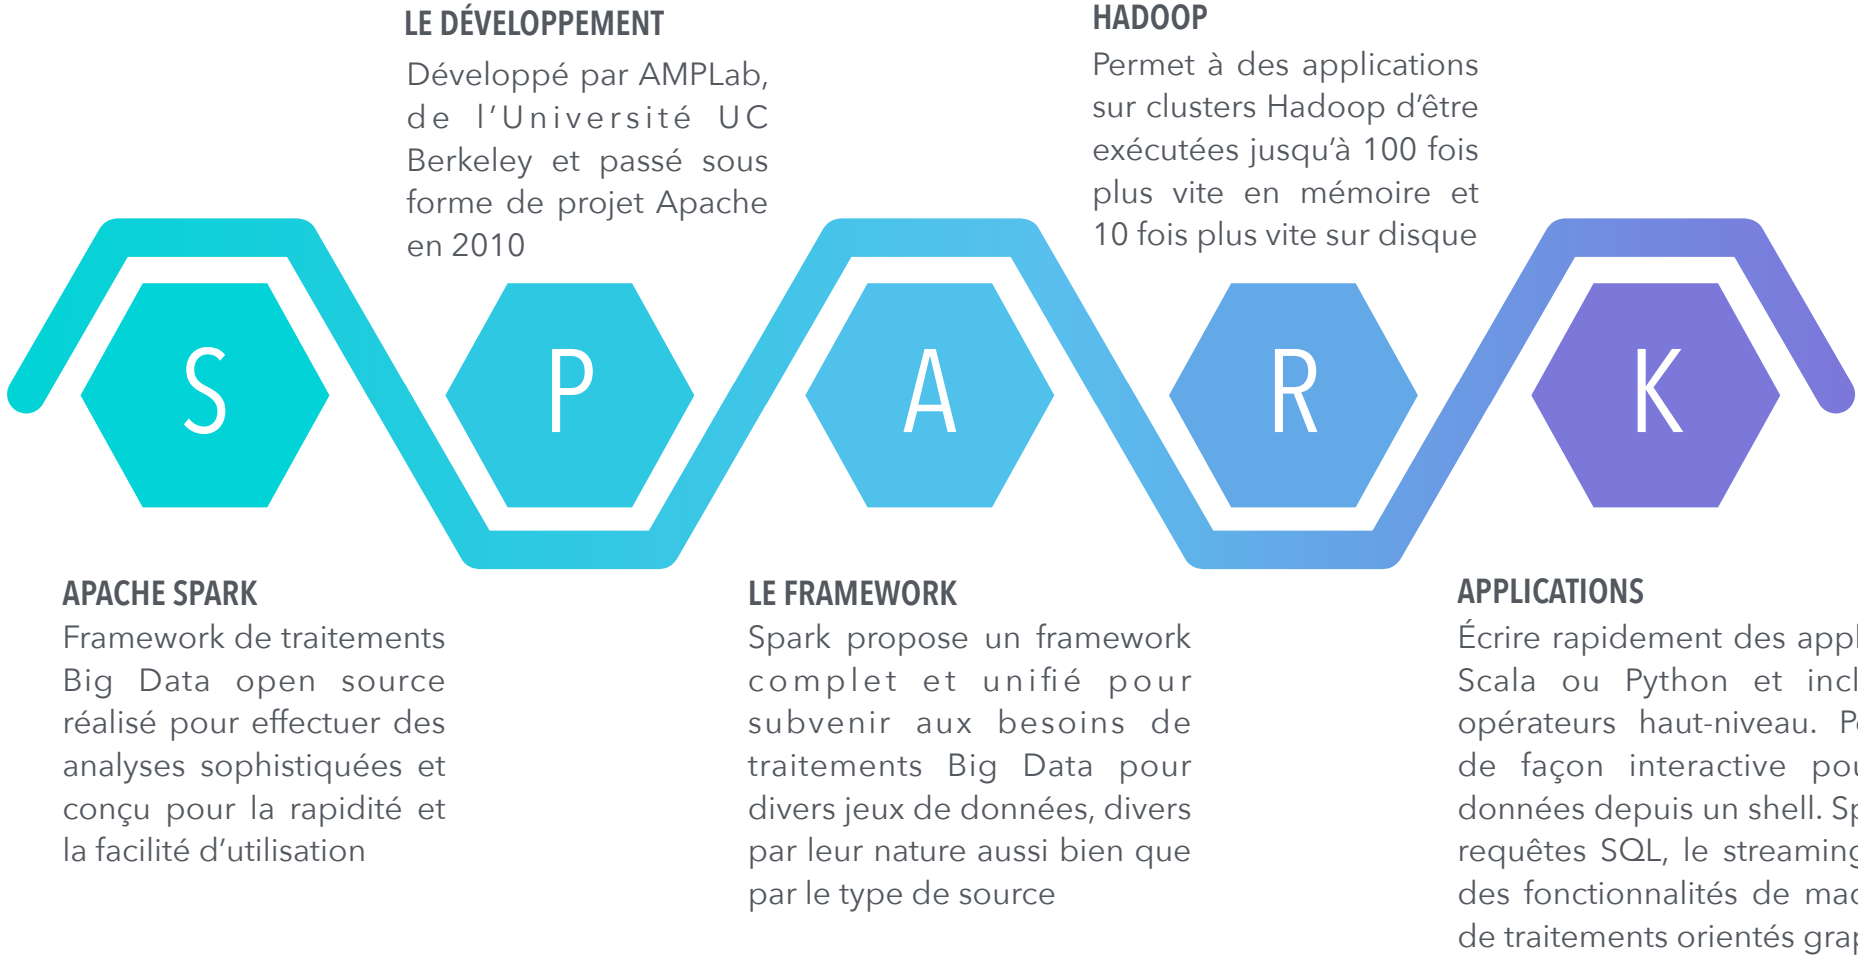 LE DÉVELOPPEMENT
Développé par AMPLab,
de l’Université UC
Berkeley et passé sous
forme de projet Apache
en 2010
HADOOP
Permet à des applications
sur clusters Hadoop d’être
exécutées jusqu’à 100 fois
plus vite en mémoire et
10 fois plus vite sur disque
S P A R K
APACHE SPARK
Framework de traitements
Big Data open source
réalisé pour effectuer des
analyses sophistiquées et
conçu pour la rapidité et
la facilité d’utilisation
LE FRAMEWORK
Spark propose un framework
complet et unifié pour
subvenir aux besoins de
traitements Big Data pour
divers jeux de données, divers
par leur nature aussi bien que
par le type de source
APPLICATIONS
Écrire rapidement des
Scala ou Python et
opérateurs haut-niveau.
de façon interactive
données depuis un shell.
requêtes SQL, le streaming
des fonctionnalités de
de traitements orientés